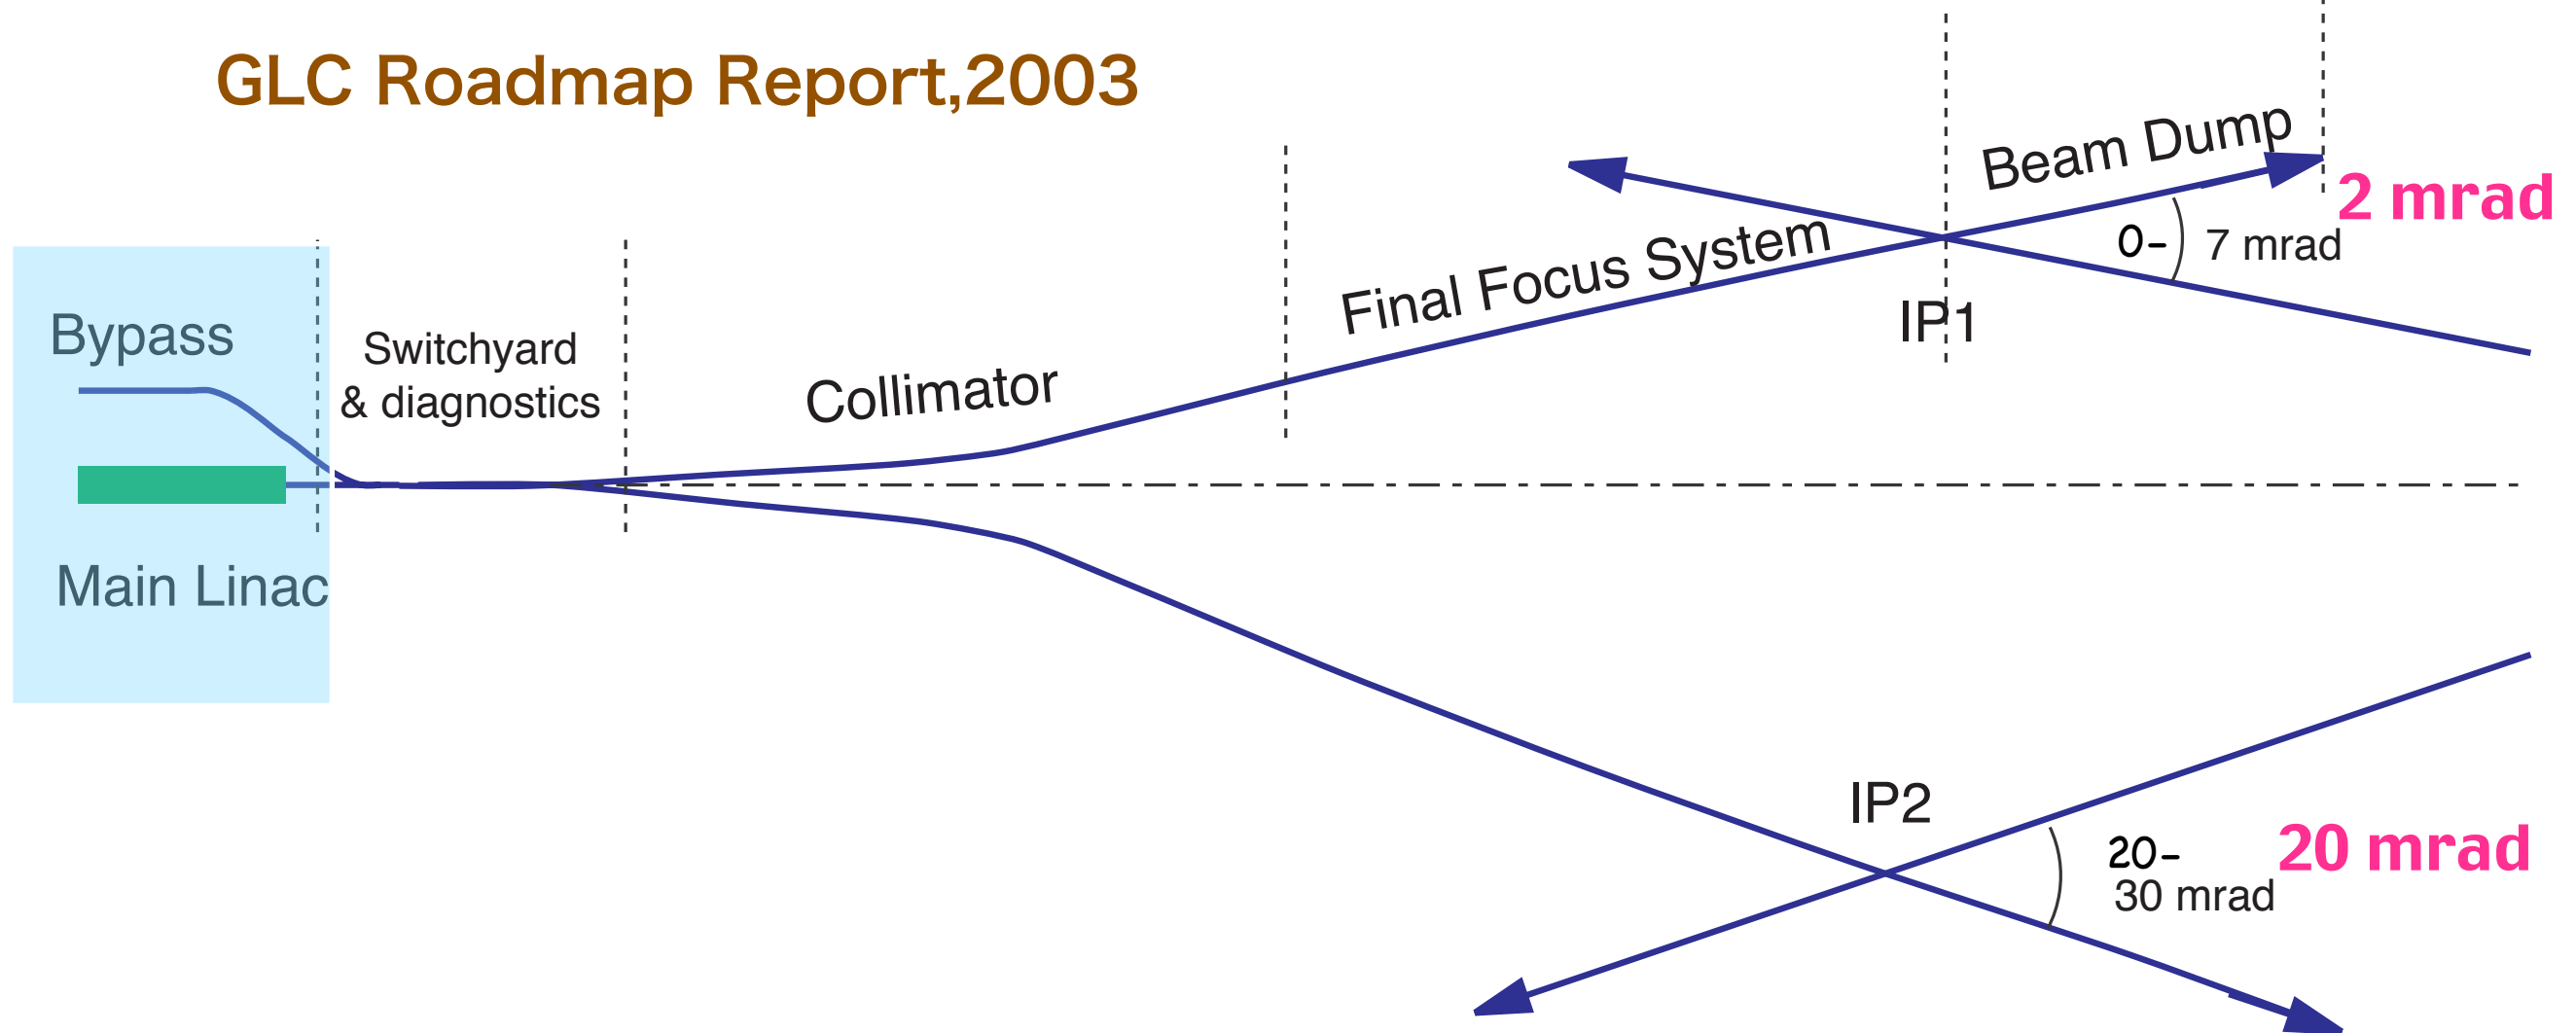 GLC Roadmap Report,2003
Beam Dump
2 mrad
0- 7 mrad
Final Focus System
IP1
Bypass
Switchyard
& diagnostics
Collimator
Main Linac
IP2
20-
30 mrad
20 mrad